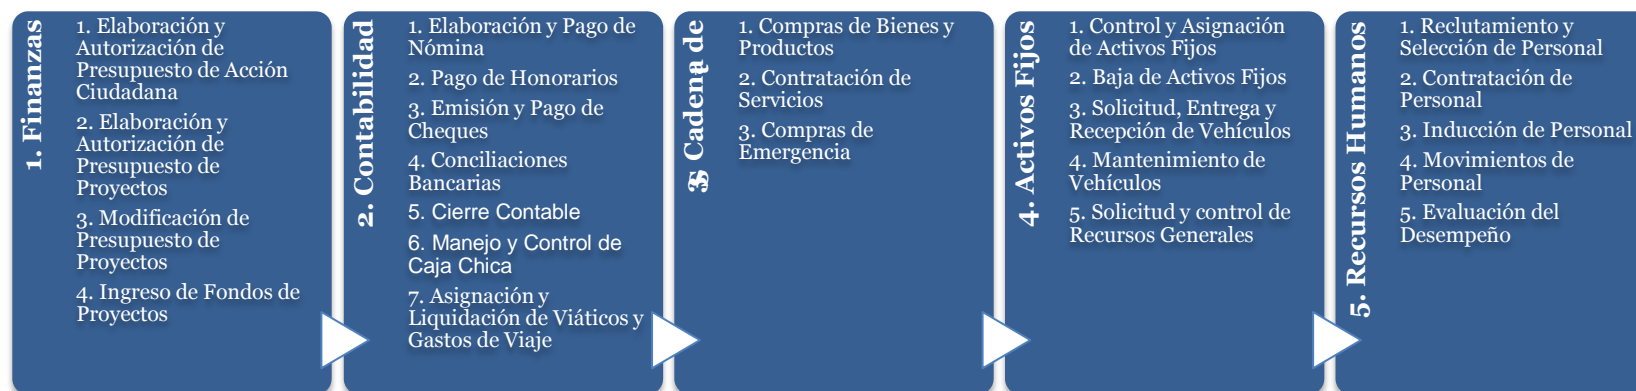 1. Finanzas
1. Elaboración y
Autorización de
Presupuesto de Acción
Ciudadana
2. Elaboración y
Autorización de
Presupuesto de
Proyectos
3. Modificación de
Presupuesto de
Proyectos
4. Ingreso de Fondos de
Proyectos
2. Contabilidad
1. Elaboración y Pago de
Nómina
2. Pago de Honorarios
3. Emisión y Pago de
Cheques
4. Conciliaciones
Bancarias
5. Cierre Contable
6. Manejo y Control de
Caja Chica
7. Asignación y
Liquidación de Viáticos y
Gastos de Viaje
Cadena de
1. Compras de Bienes y
Productos
2. Contratación de
Servicios
3. Compras de
Emergencia
4. Activos Fijos
1. Control y Asignación
de Activos Fijos
2. Baja de Activos Fijos
3. Solicitud, Entrega y
Recepción de Vehículos
4. Mantenimiento de
Vehículos
5. Solicitud y control de
Recursos Generales
5. Recursos Humanos
1. Reclutamiento y
Selección de Personal
2. Contratación de
Personal
3. Inducción de Personal
4. Movimientos de
Personal
5. Evaluación del
Desempeño